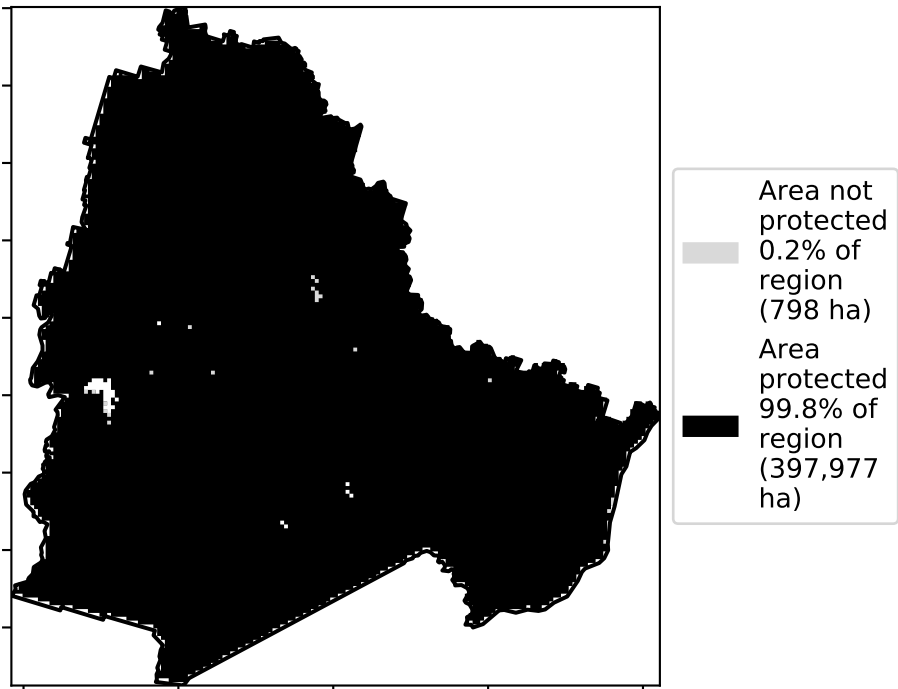 Area not
protected
0.2% of
region
(798 ha)
Area
protected
99.8% of
region
(397,977
ha)